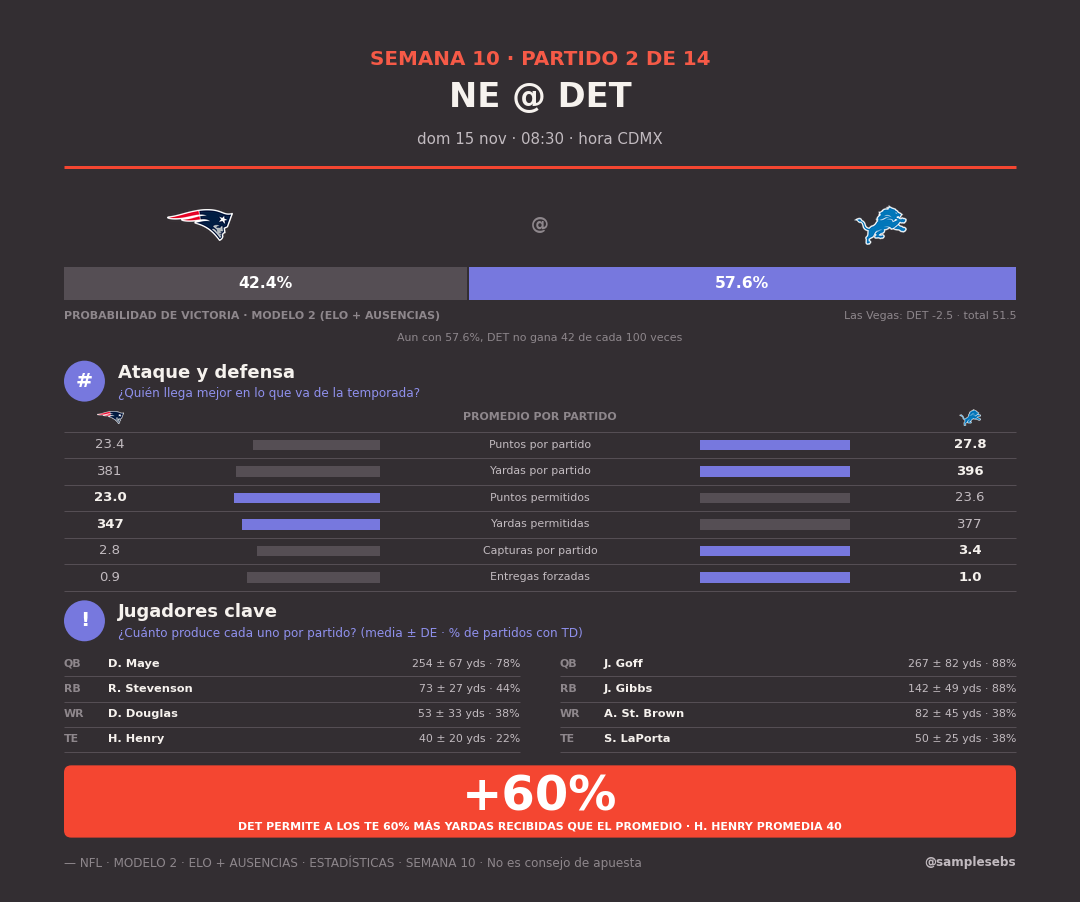 SEMANA 10 · PARTIDO 2 DE 14
NE @ DET
dom 15 nov · 08:30 · hora CDMX
@
42.4% 57.6%
PROBABILIDAD DE VICTORIA · MODELO 2 (ELO + AUSENCIAS) Las Vegas: DET -2.5 · total 51.5
Aun con 57.6%, DET no gana 42 de cada 100 veces
# Ataque y defensa
¿Quién llega mejor en lo que va de la temporada?
PROMEDIO POR PARTIDO
23.4 Puntos por partido 27.8
381 Yardas por partido 396
23.0 Puntos permitidos 23.6
347 Yardas permitidas 377
2.8 Capturas por partido 3.4
0.9 Entregas forzadas 1.0
! Jugadores clave
¿Cuánto produce cada uno por partido? (media ± DE · % de partidos con TD)
QB D. Maye 254 ± 67 yds · 78% QB J. Goff 267 ± 82 yds · 88%
RB R. Stevenson 73 ± 27 yds · 44% RB J. Gibbs 142 ± 49 yds · 88%
WR D. Douglas 53 ± 33 yds · 38% WR A. St. Brown 82 ± 45 yds · 38%
TE H. Henry 40 ± 20 yds · 22% TE S. LaPorta 50 ± 25 yds · 38%
+60%
DET PERMITE A LOS TE 60% MÁS YARDAS RECIBIDAS QUE EL PROMEDIO · H. HENRY PROMEDIA 40
— NFL · MODELO 2 · ELO + AUSENCIAS · ESTADÍSTICAS · SEMANA 10 · No es consejo de apuesta @samplesebs